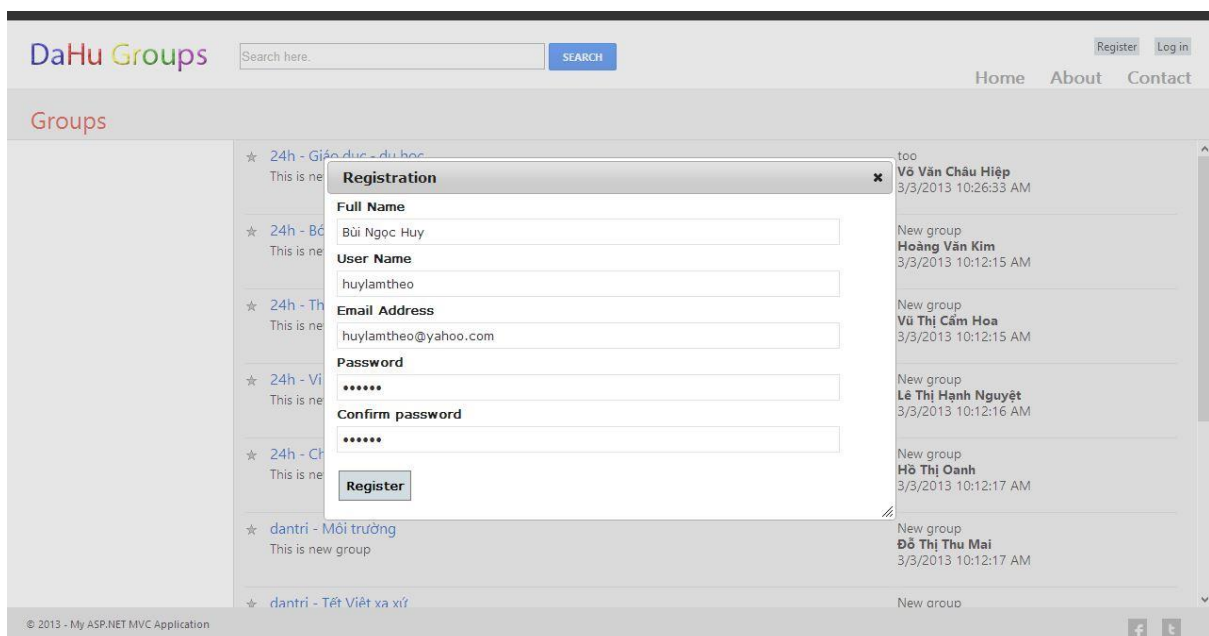 DaHu Groups
Search here.
SEARCH
Register Log in
Home About Contact
Groups
24h - Giáo dục - du học
This is ne
too
Võ Văn Châu Hiệp
3/3/2013 10:26:33 AM
24h - Bó
This is ne
New group
Hoàng Văn Kim
3/3/2013 10:12:15 AM
24h - Th
This is ne
New group
Vũ Thị Cẩm Hoa
3/3/2013 10:12:15 AM
24h - Vi
This is ne
New group
Lê Thị Hạnh Nguyệt
3/3/2013 10:12:16 AM
24h - Ch
This is ne
New group
Hồ Thị Oanh
3/3/2013 10:12:17 AM
dantri - Môi trường
This is new group
New group
Đỗ Thị Thu Mai
3/3/2013 10:12:17 AM
dantri - Tết Việt xa xứ
New group
Registration
Full Name
Bùi Ngọc Huy
User Name
huylamtheo
Email Address
huylamtheo@yahoo.com
Password
••••••
Confirm password
••••••
Register
© 2013 - My ASP.NET MVC Application
f t